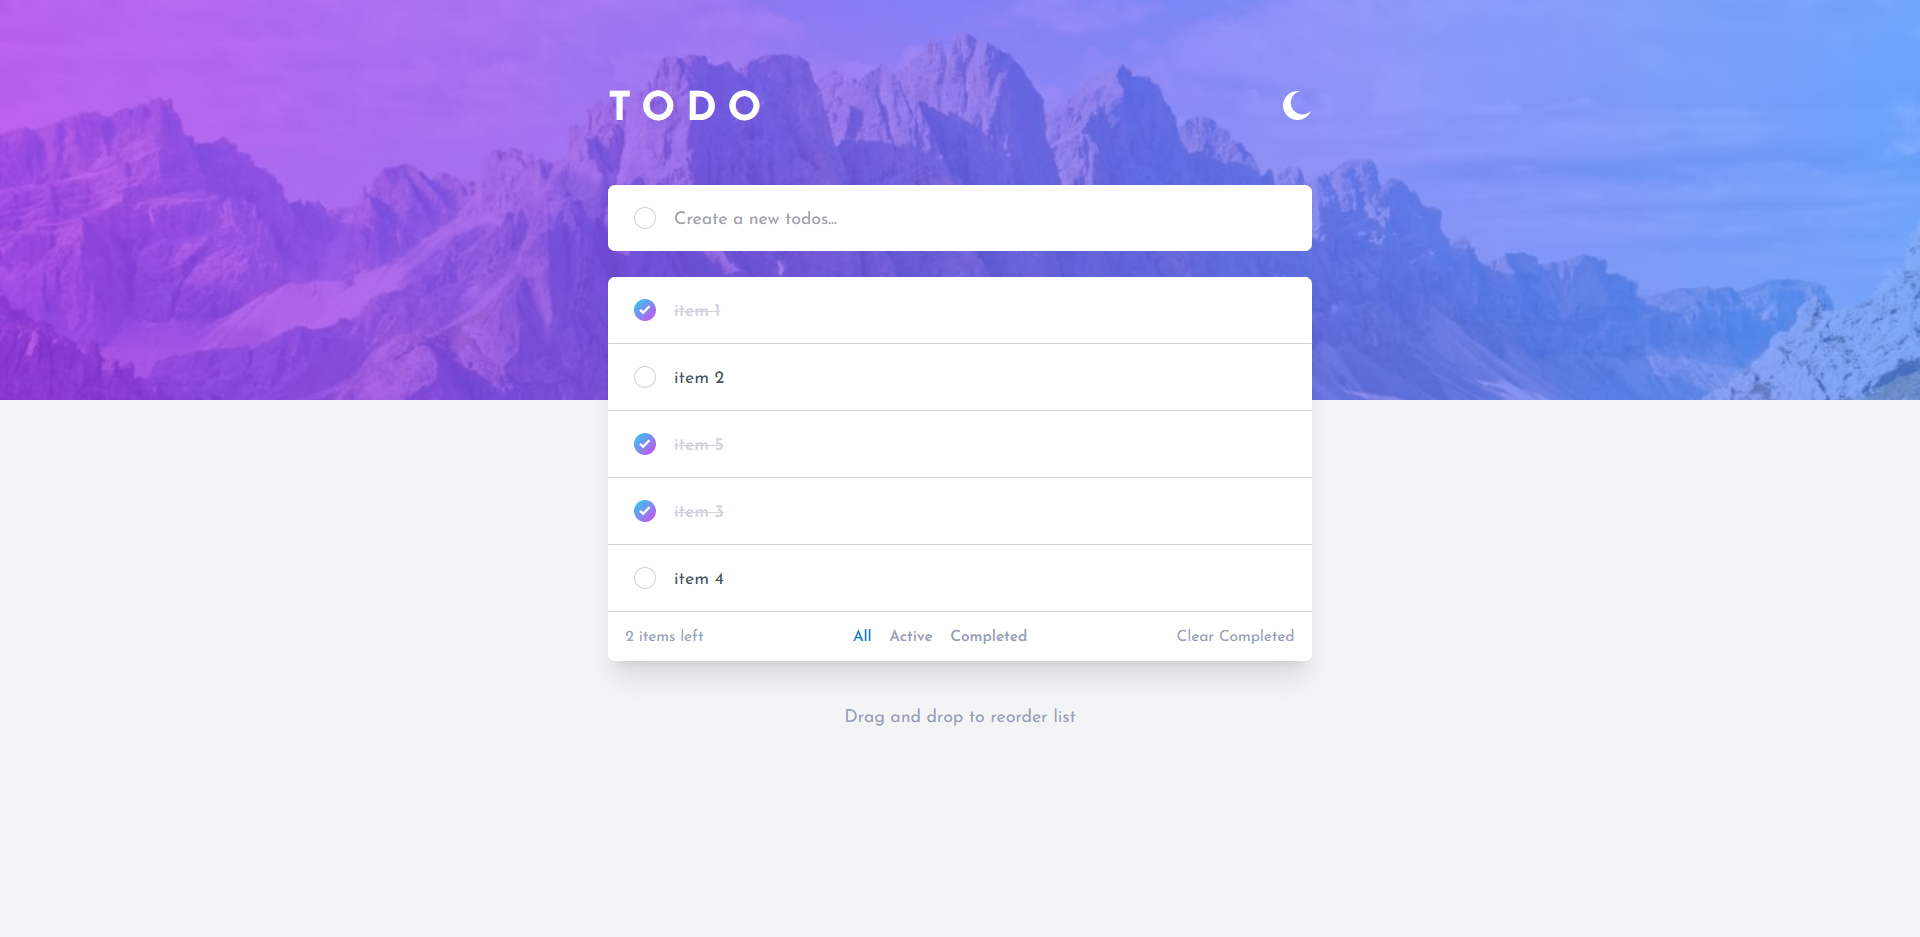 TODO
Create a new todos...
item 1
item 2
item 5
item 3
item 4
2 items left All Active Completed Clear Completed
Drag and drop to reorder list